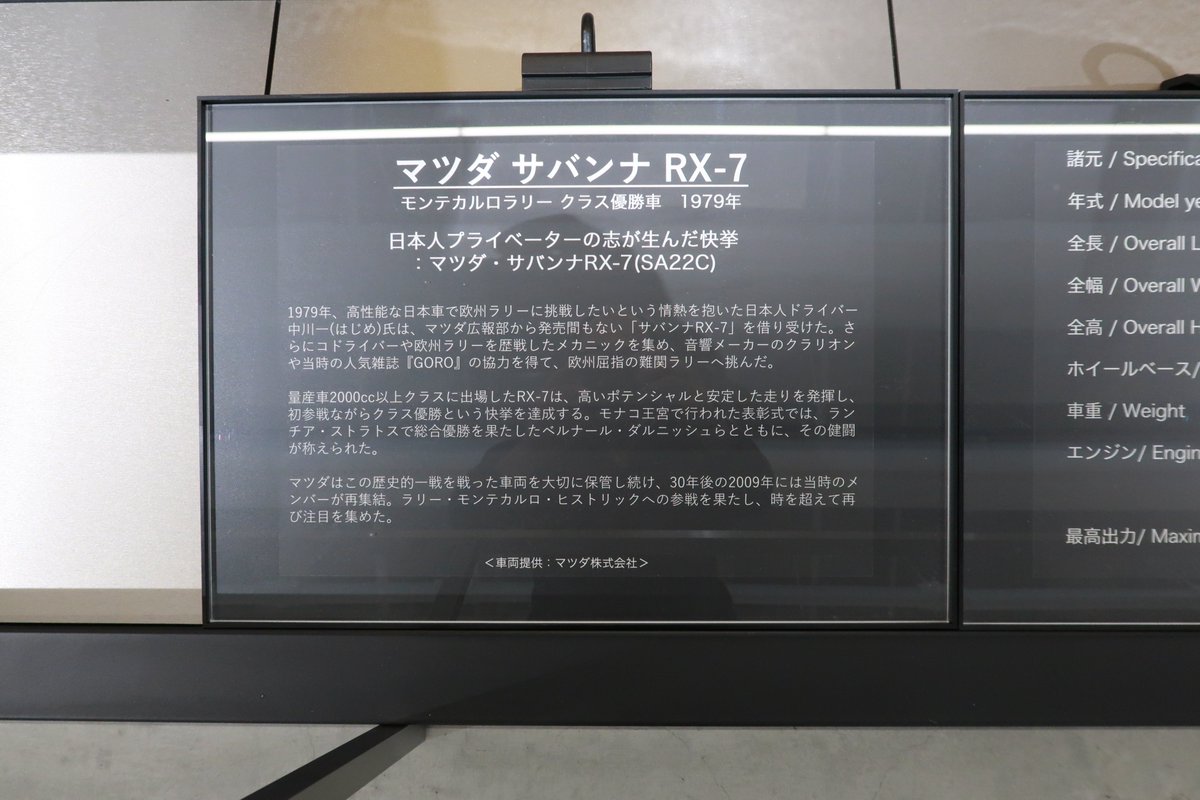 マツダ サバンナ RX-7
モンテカルロラリー クラス優勝車 1979年
日本人プライベーターの志が生んだ快挙
：マツダ・サバンナRX-7(SA22C)
1979年、高性能な日本車で欧州ラリーに挑戦したいという情熱を抱いた日本人ドライバー
中川一(はじめ)氏は、マツダ広報部から発売間もない「サバンナRX-7」を借り受けた。さ
らにコドライバーや欧州ラリーを歴戦したメカニックを集め、音響メーカーのクラリオン
や当時の人気雑誌『GORO』の協力を得て、欧州屈指の難関ラリーへ挑んだ。
量産車2000cc以上クラスに出場したRX-7は、高いポテンシャルと安定した走りを発揮し、
初参戦ながらクラス優勝という快挙を達成する。モナコ王宮で行われた表彰式では、ラン
チア・ストラトスで総合優勝を果たしたベルナール・ダルニッシュらとともに、その健闘
が称えられた。
マツダはこの歴史的一戦を戦った車両を大切に保管し続け、30年後の2009年には当時のメ
ンバーが再集結。ラリー・モンテカルロ・ヒストリックへの参戦を果たし、時を超えて再
び注目を集めた。
＜車両提供：マツダ株式会社＞
諸元 / Specifica
年式 / Model ye
全長 / Overall L
全幅 / Overall W
全高 / Overall H
ホイールベース/
車重 / Weight
エンジン/ Engin
最高出力/ Maxim